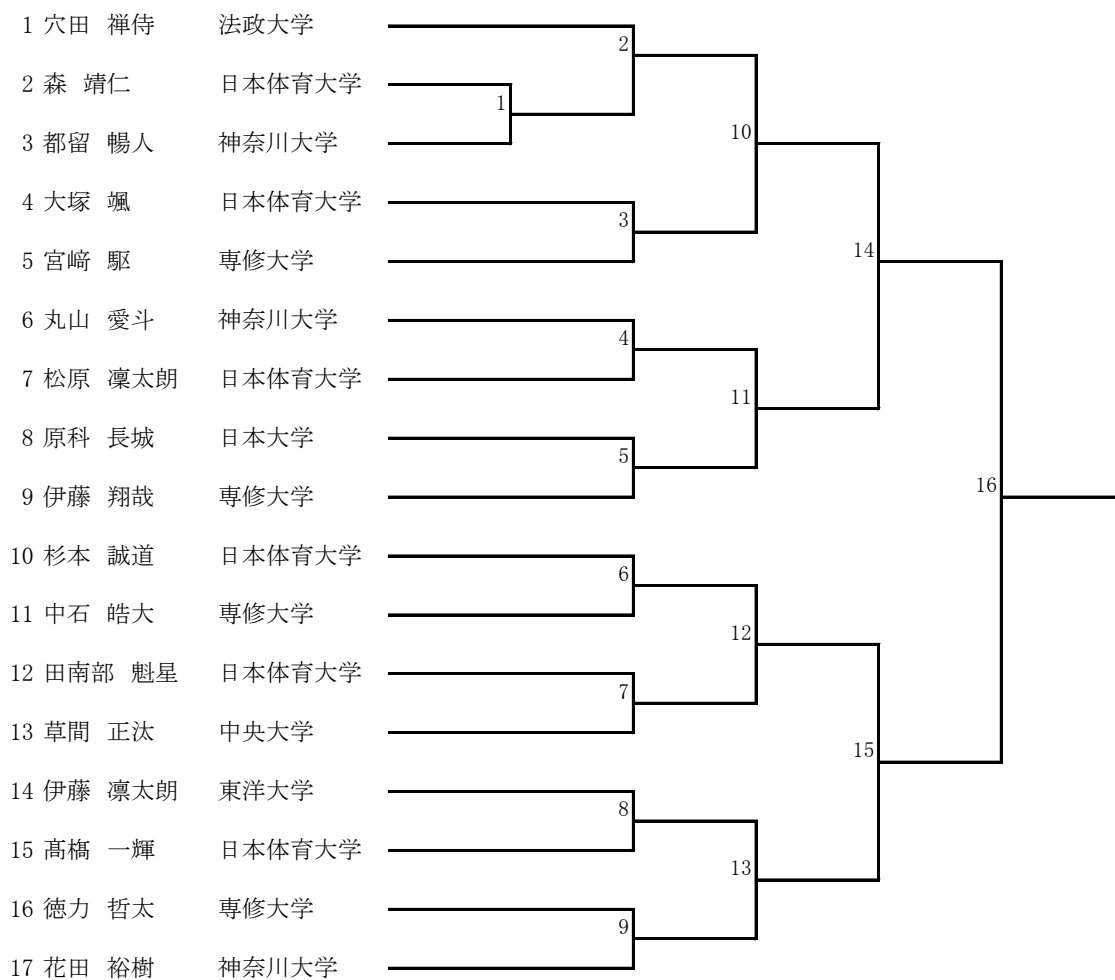 1 穴田 禅侍 法政大学
2
2 森 靖仁 日本体育大学
1
3 都留 暢人 神奈川大学
10
4 大塚 颯 日本体育大学
3
5 宮﨑 駆 専修大学
14
6 丸山 愛斗 神奈川大学
4
7 松原 凜太朗 日本体育大学
11
8 原科 長城 日本大学
5
9 伊藤 翔哉 専修大学
16
10 杉本 誠道 日本体育大学
6
11 中石 皓大 専修大学
12
12 田南部 魁星 日本体育大学
7
13 草間 正汰 中央大学
15
14 伊藤 凛太朗 東洋大学
8
15 髙橋 一輝 日本体育大学
13
16 徳力 哲太 専修大学
9
17 花田 裕樹 神奈川大学